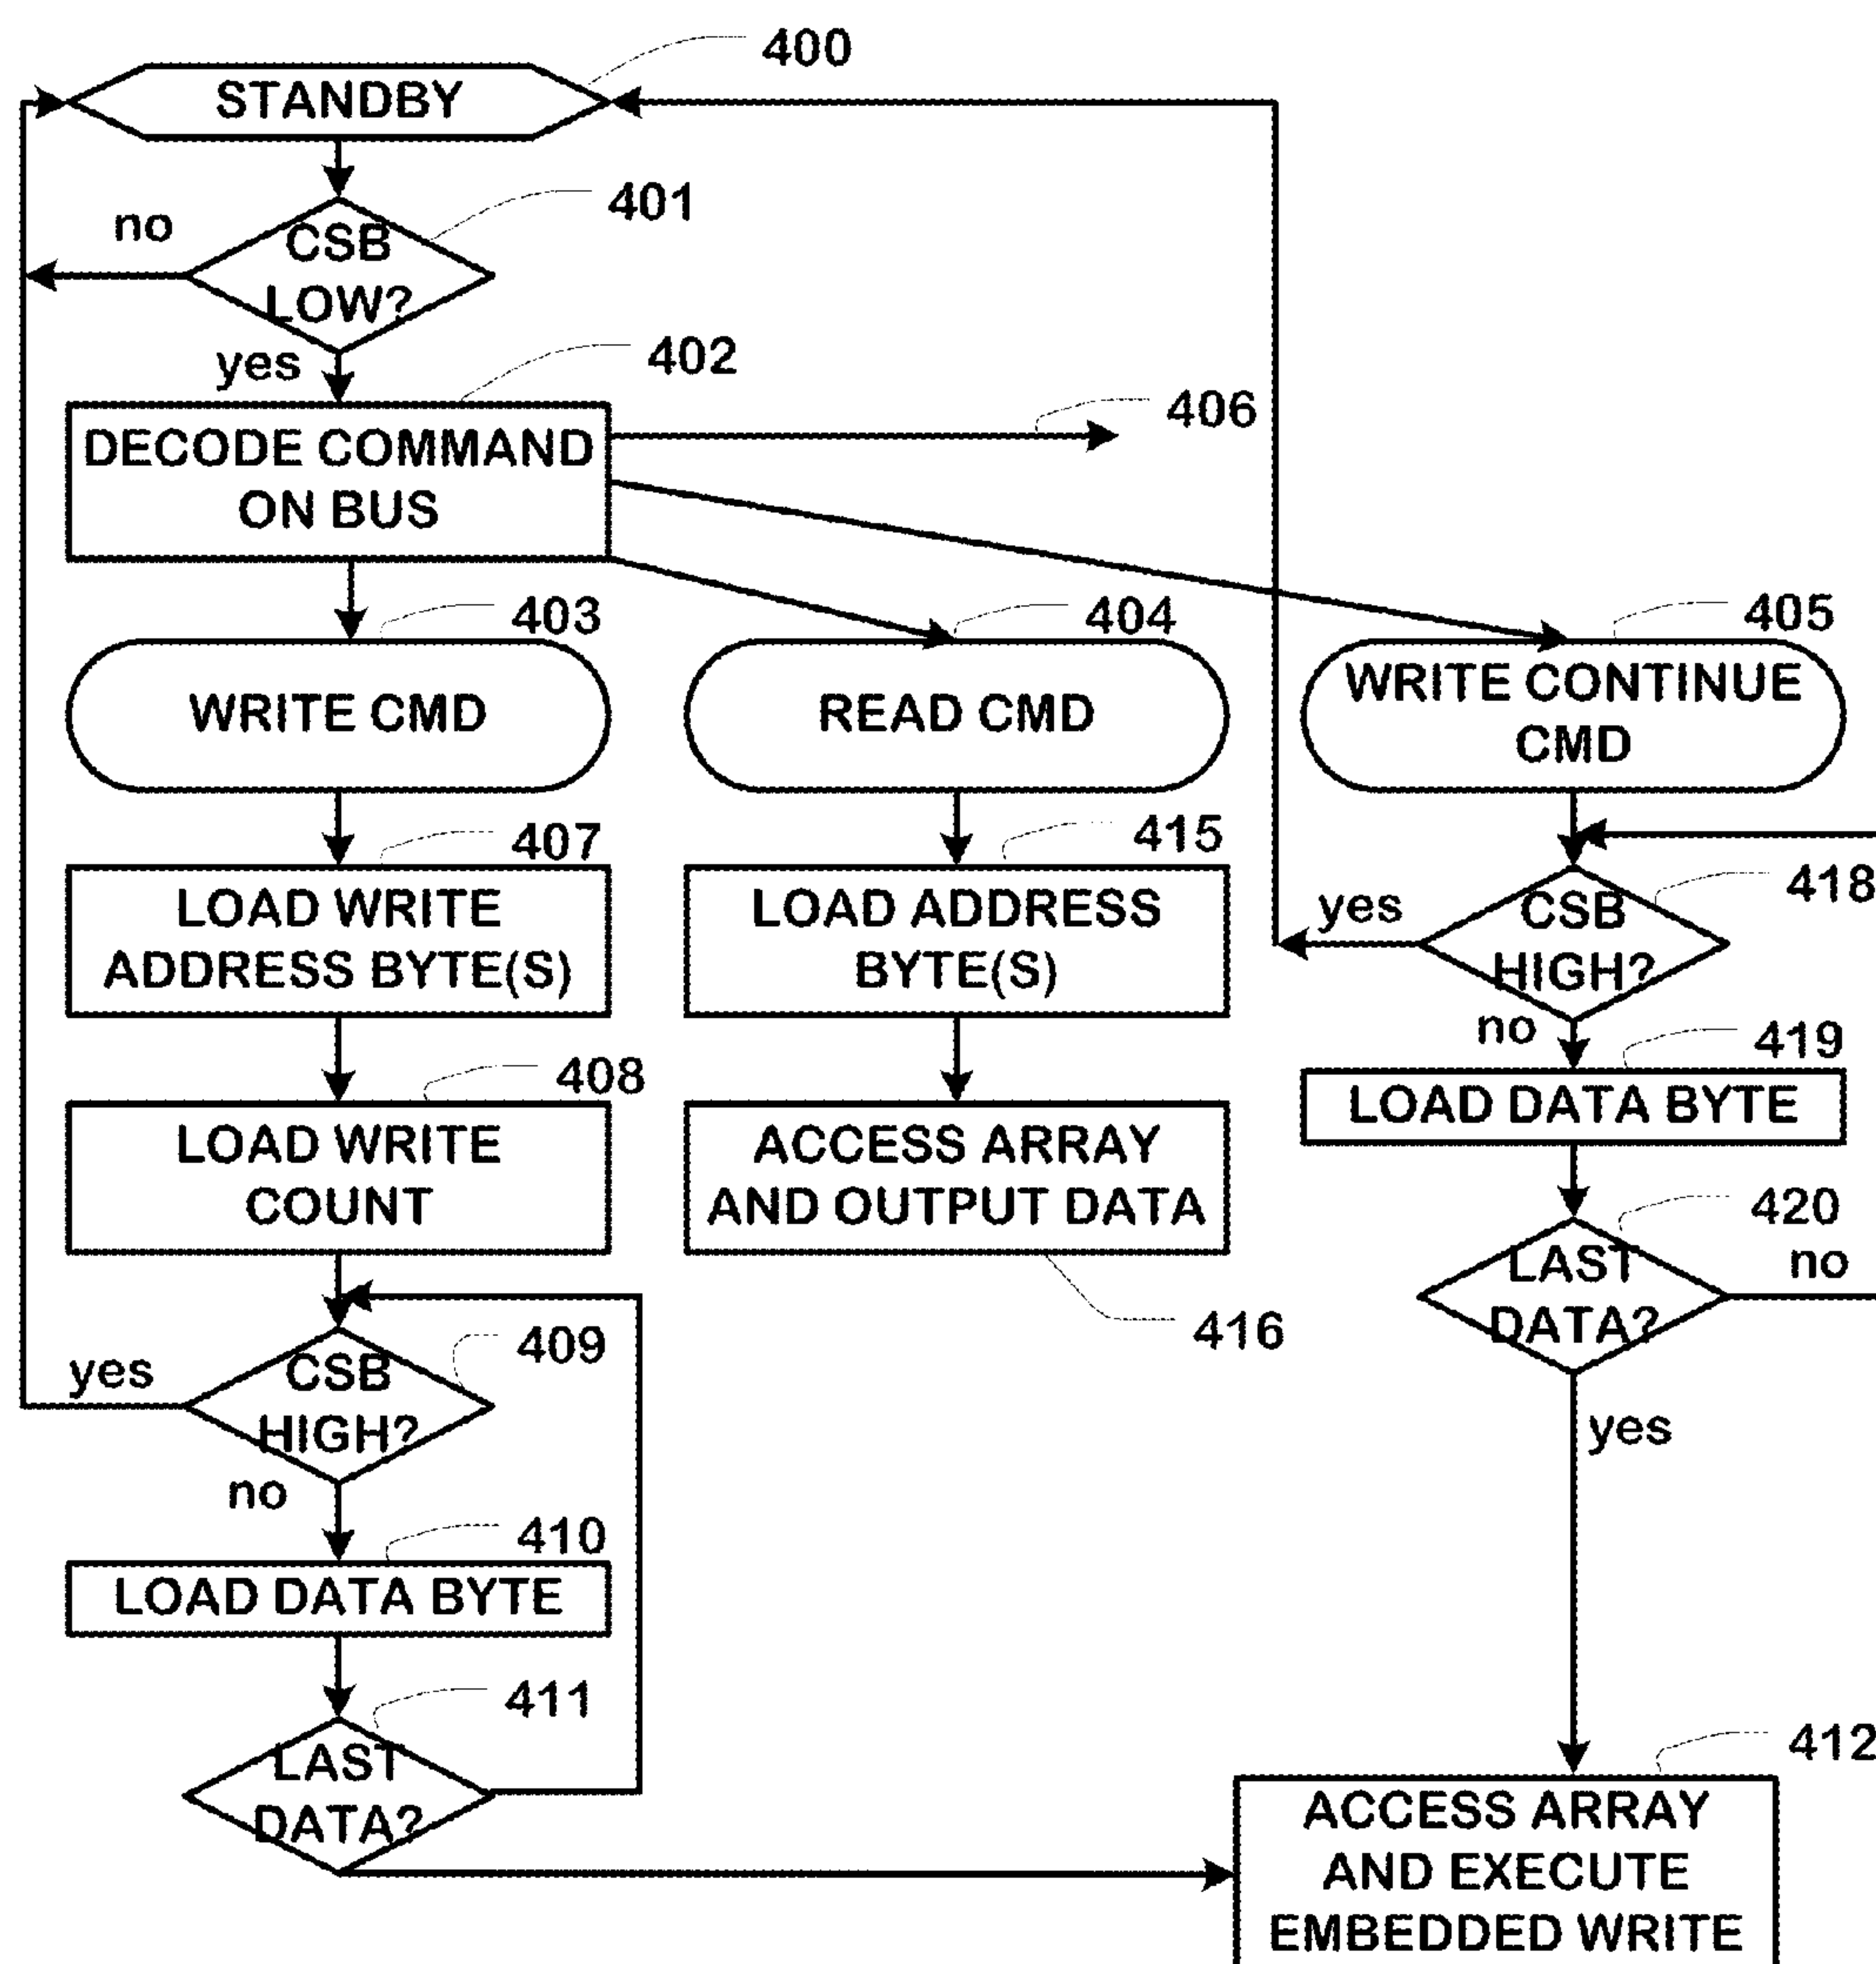 400
STANDBY
401
no
CSB
LOW?
yes
402
406
DECODE COMMAND
ON BUS
403
404
405
WRITE CMD
READ CMD
WRITE CONTINUE
CMD
407
415
418
LOAD WRITE
ADDRESS BYTE(S)
LOAD ADDRESS
BYTE(S)
yes
CSB
HIGH?
no
408
419
LOAD WRITE
COUNT
ACCESS ARRAY
AND OUTPUT DATA
LOAD DATA BYTE
420
LAST
DATA?
no
416
409
yes
CSB
HIGH?
no
yes
410
LOAD DATA BYTE
411
LAST
DATA?
412
ACCESS ARRAY
AND EXECUTE
EMBEDDED WRITE